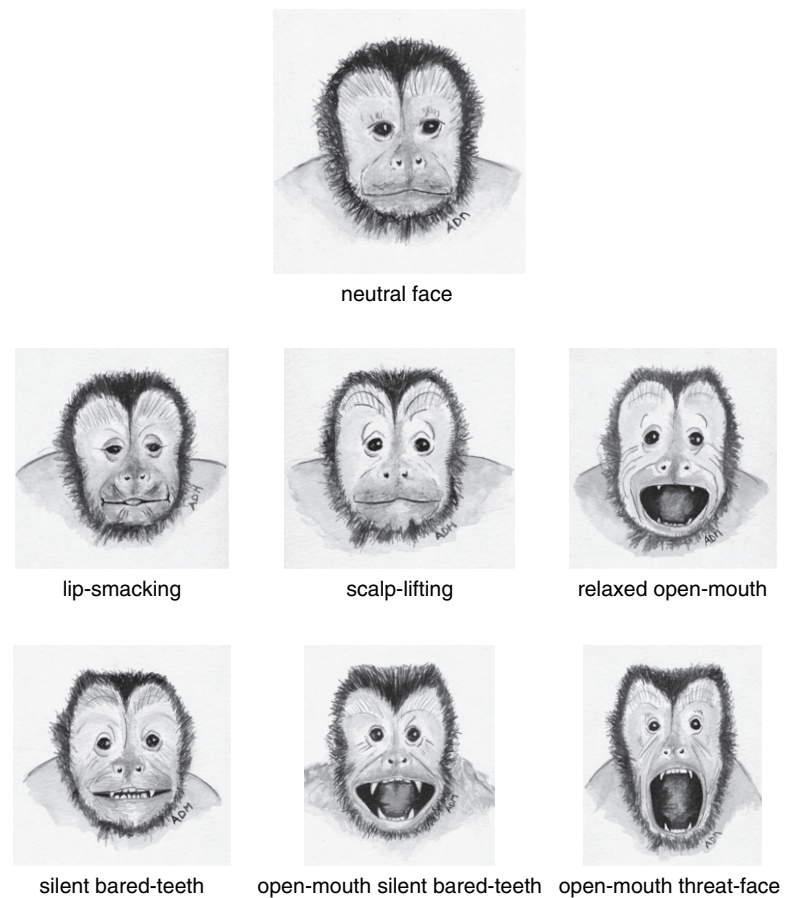 ADM
neutral face
ADM
ADM
ADM
lip-smacking
scalp-lifting
relaxed open-mouth
ADM
ADM
ADM
silent bared-teeth
open-mouth silent bared-teeth
open-mouth threat-face